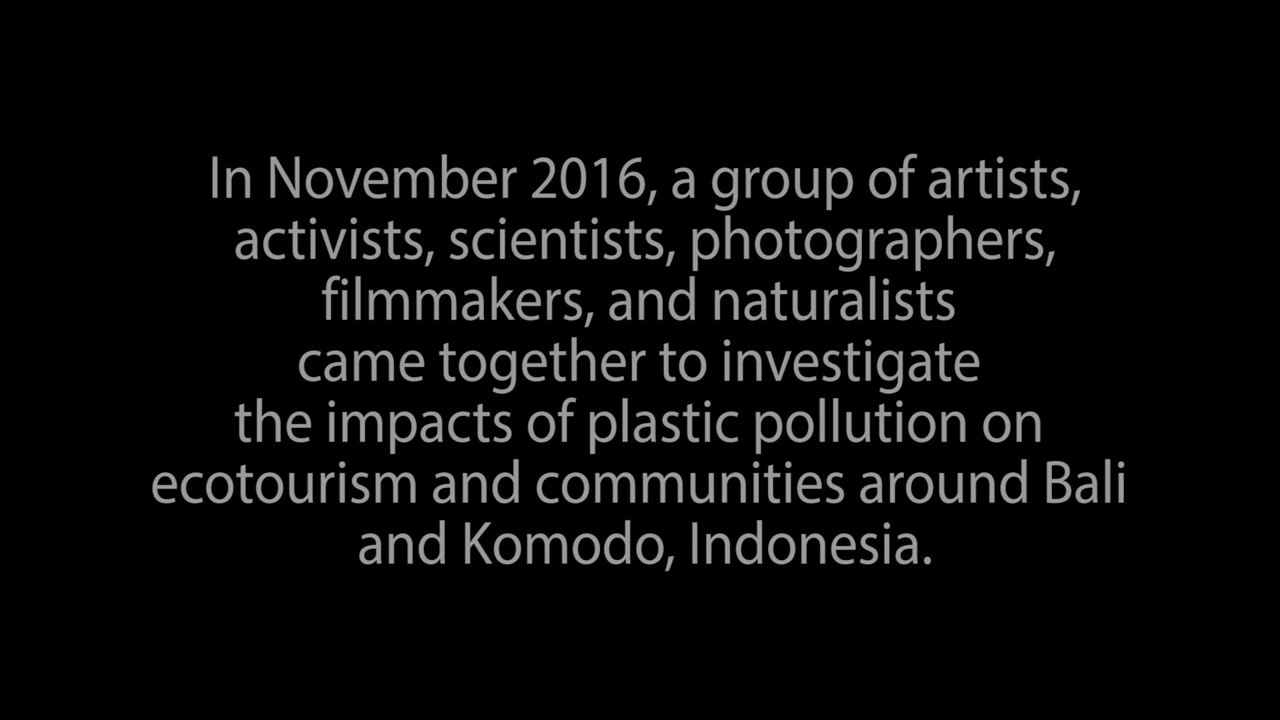 In November 2016, a group of artists,
activists, scientists, photographers,
filmmakers, and naturalists
came together to investigate
the impacts of plastic pollution on
ecotourism and communities around Bali
and Komodo, Indonesia.